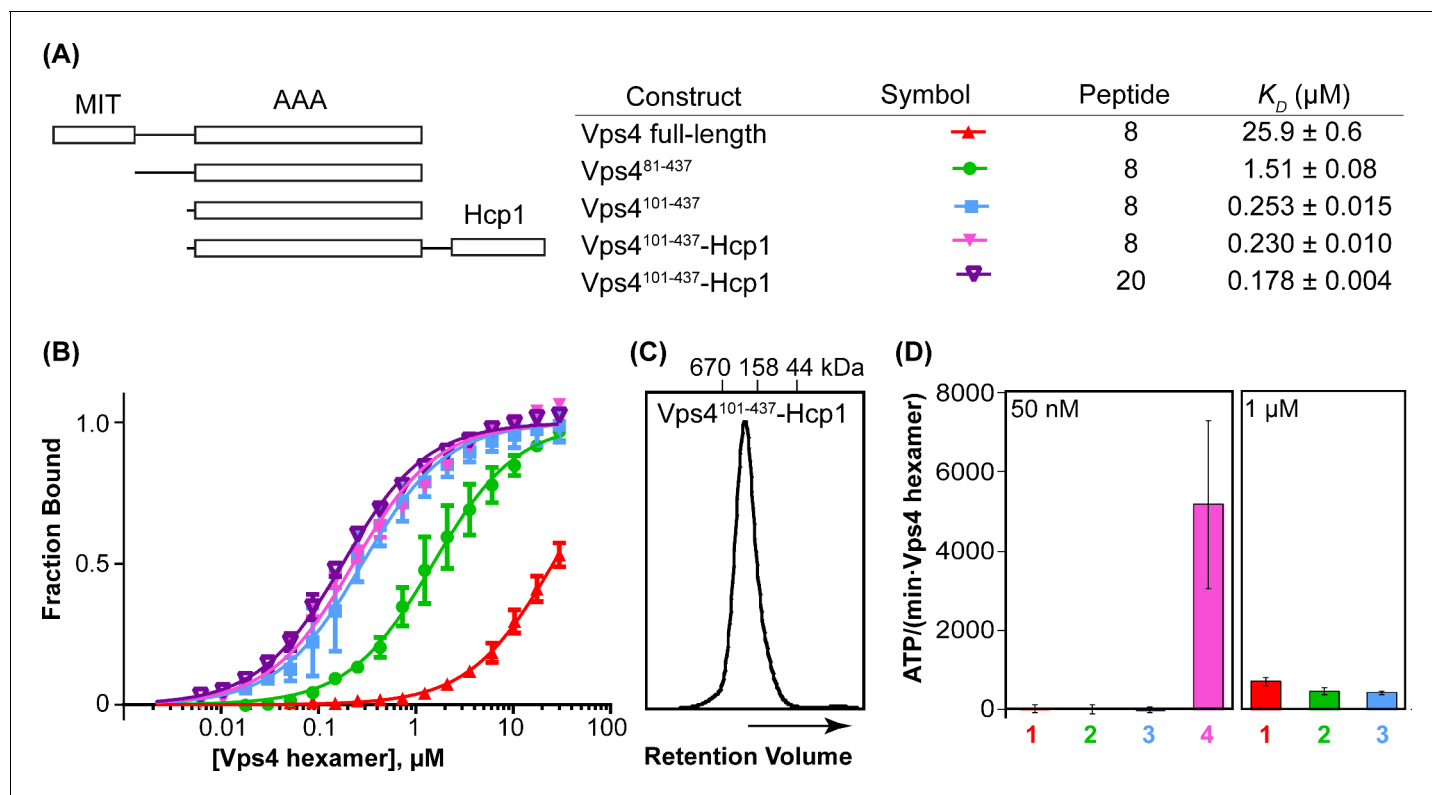 (A)
MIT AAA
Hcp1
Construct Symbol Peptide K_D (µM)
Vps4 full-length 8 25.9 ± 0.6
Vps4^81-437 8 1.51 ± 0.08
Vps4^101-437 8 0.253 ± 0.015
Vps4^101-437-Hcp1 8 0.230 ± 0.010
Vps4^101-437-Hcp1 20 0.178 ± 0.004
(B)
Fraction Bound
1.0
0.5
0
0.01 0.1 1 10 100
[Vps4 hexamer], µM
(C)
670 158 44 kDa
Vps4^101-437-Hcp1
Retention Volume
(D)
ATP/(min·Vps4 hexamer)
8000
6000
4000
2000
0
50 nM
1 2 3 4
1 µM
1 2 3